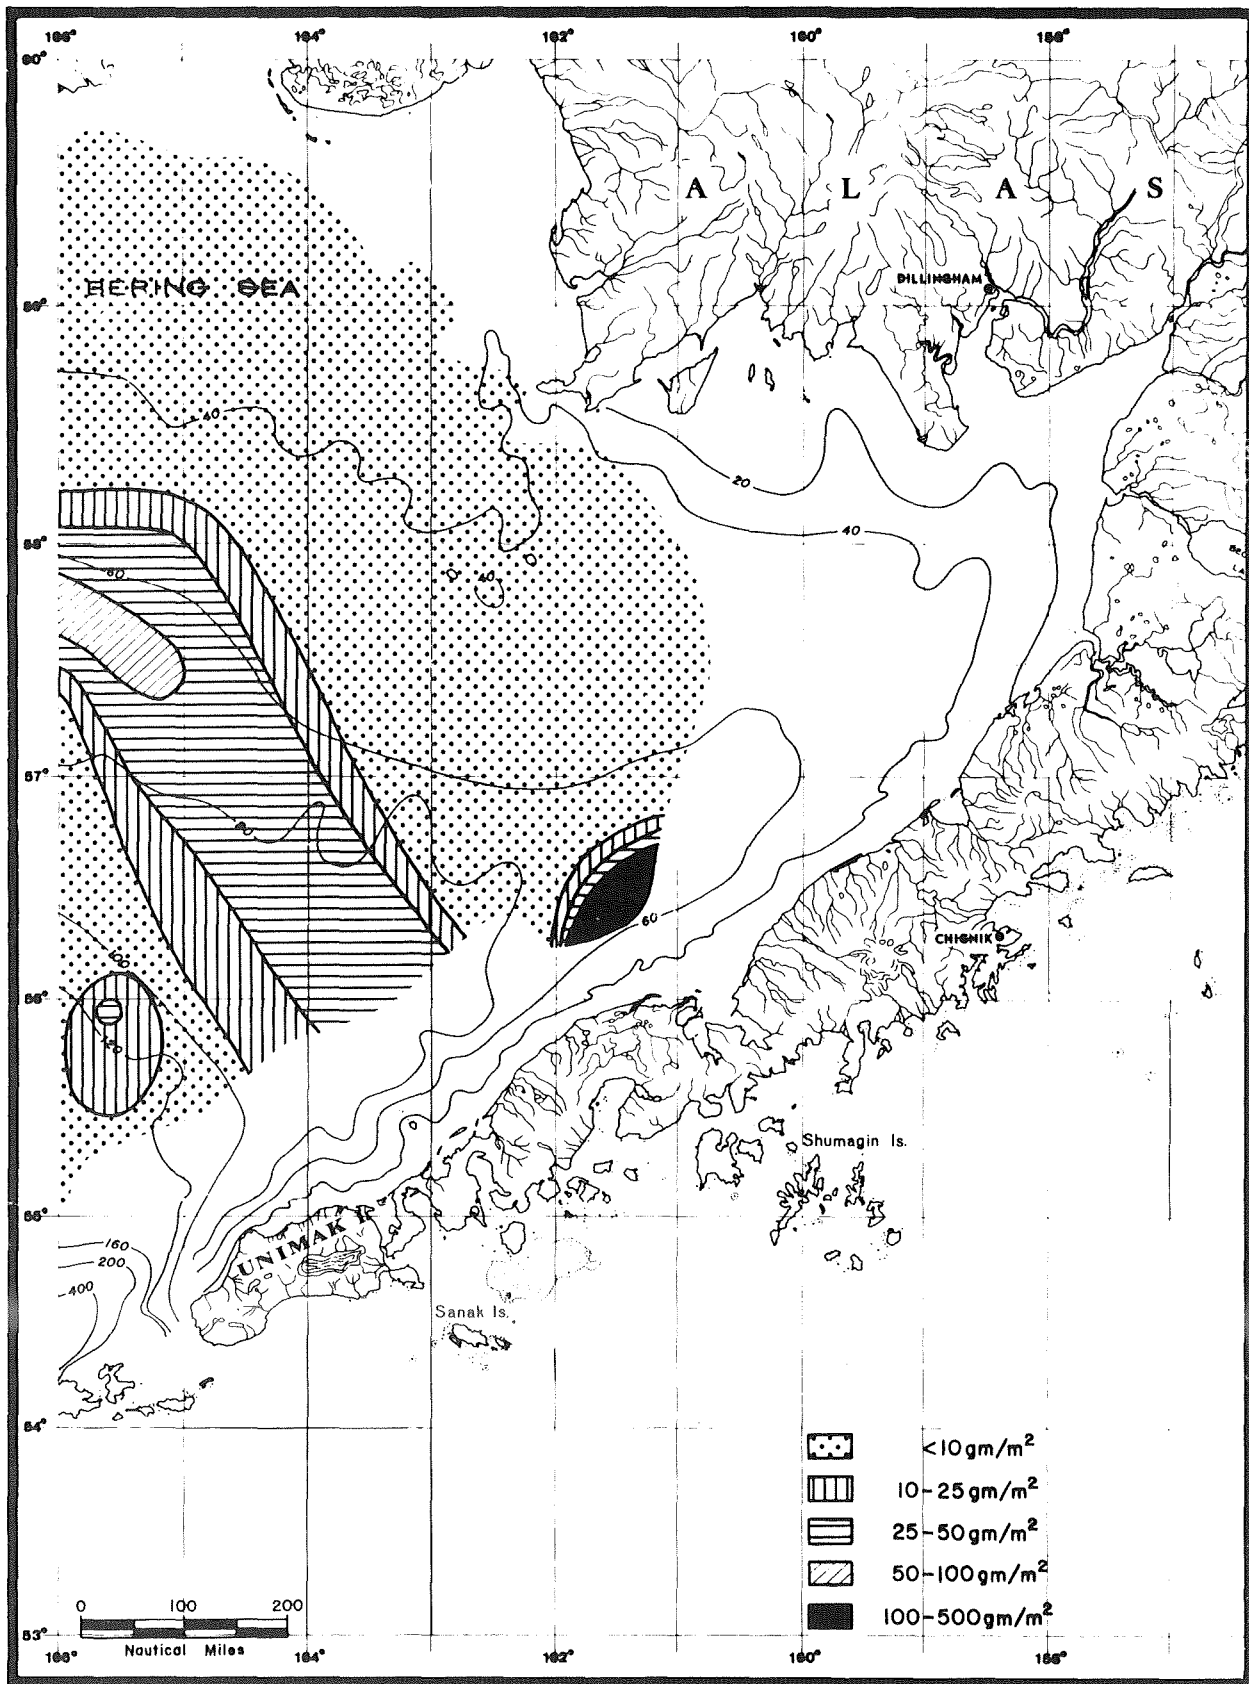 166° 164° 162° 160° 158°
60°
A L A S
DILLINGHAM
BERING SEA
59°
40
20
40
58°
60
40
57°
80
60
CHIGNIK
100
56°
120
Shumagin Is.
55°
UNIMAK I.
160
200
400
Sanak Is.
54°
<10 gm/m²
10-25 gm/m²
25-50 gm/m²
50-100 gm/m²
100-500 gm/m²
0 100 200
Nautical Miles
53°
166° 164° 162° 160° 158°